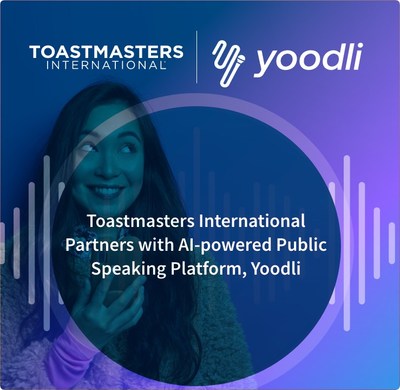 TOASTMASTERS
INTERNATIONAL
yoodli
Toastmasters International
Partners with AI-powered Public
Speaking Platform, Yoodli